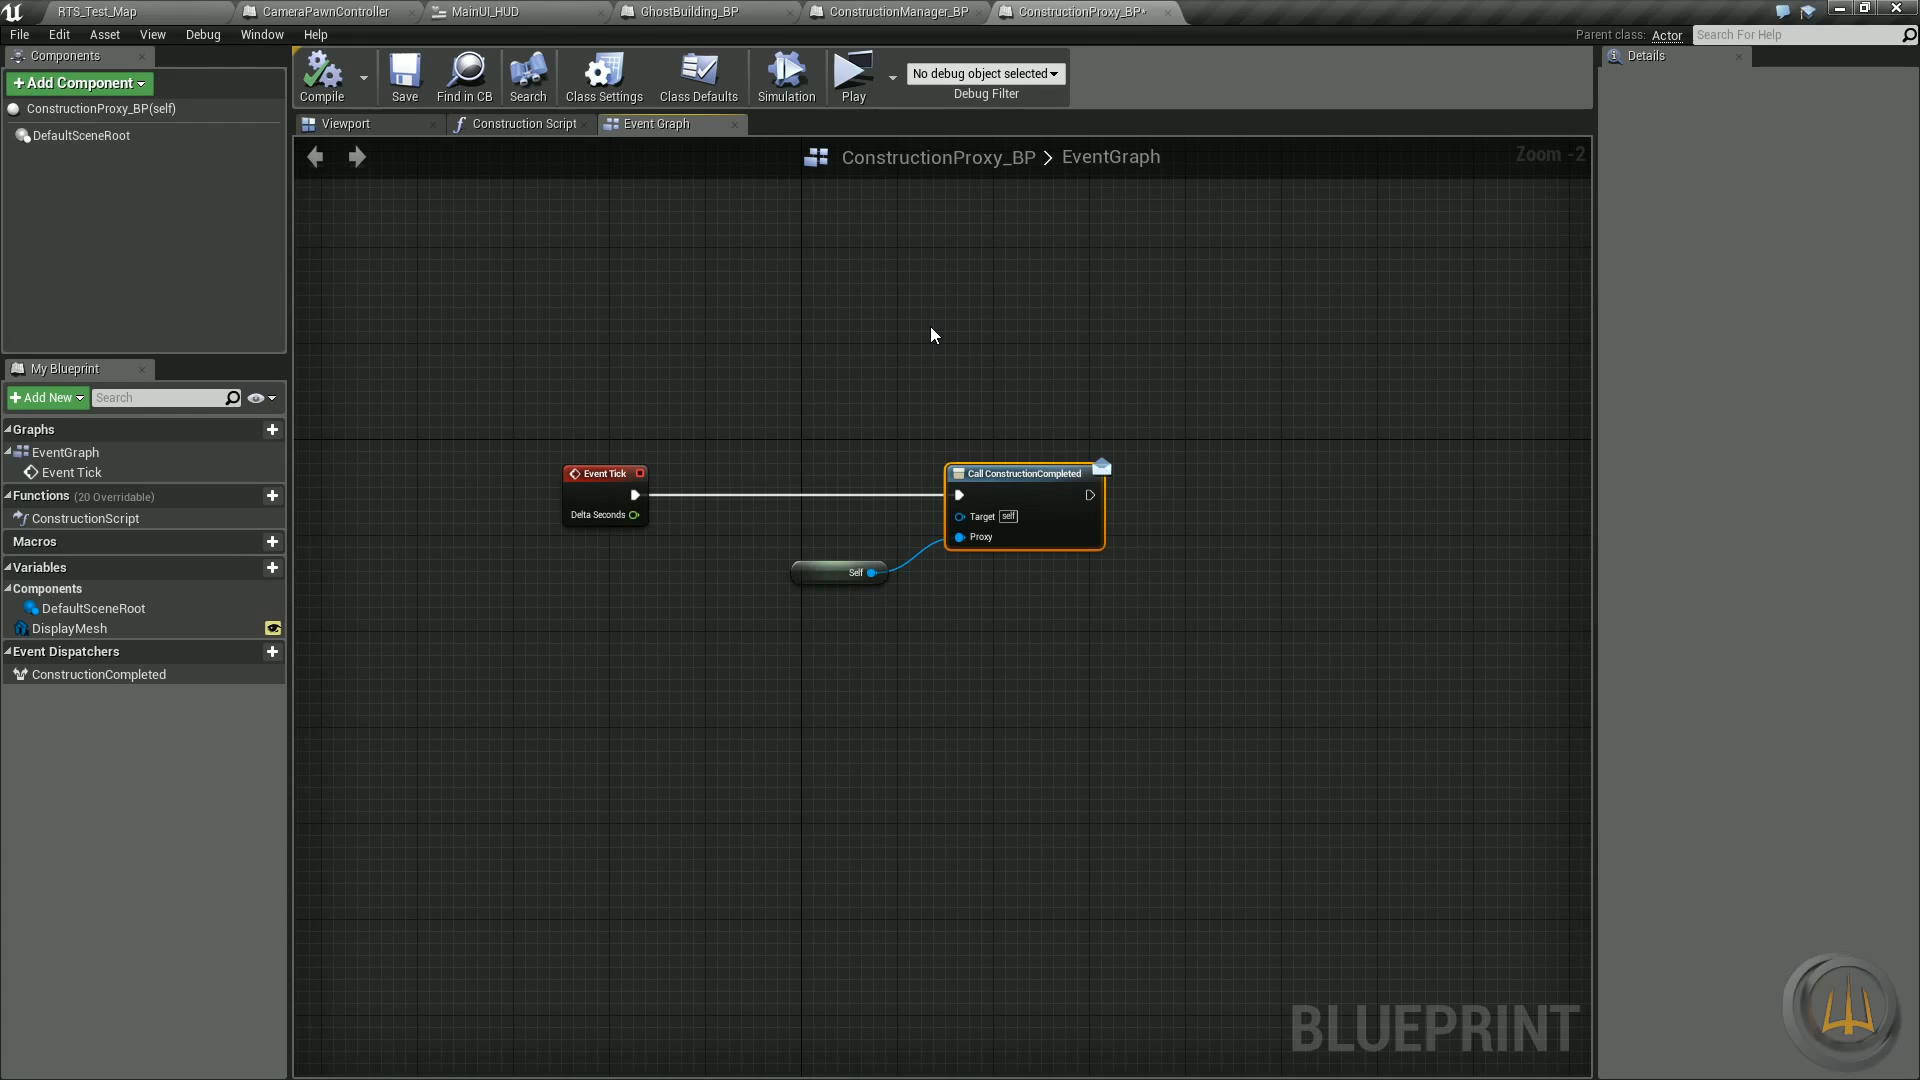 RTS_Test_Map
CameraPawnController
MainUI_HUD
GhostBuilding_BP
ConstructionManager_BP
ConstructionProxy_BP*
File Edit Asset View Debug Window Help
Parent class: Actor
Search For Help
Components
+ Add Component
ConstructionProxy_BP(self)
DefaultSceneRoot
Compile
Save
Find in CB
Search
Class Settings
Class Defaults
Simulation
Play
No debug object selected
Debug Filter
Details
Viewport
Construction Script
Event Graph
ConstructionProxy_BP > EventGraph
Zoom -2
My Blueprint
+ Add New
Search
Graphs
EventGraph
Event Tick
Functions (20 Overridable)
ConstructionScript
Macros
Variables
Components
DefaultSceneRoot
DisplayMesh
Event Dispatchers
ConstructionCompleted
Event Tick
Delta Seconds
Call ConstructionCompleted
Target self
Proxy
Self
BLUEPRINT